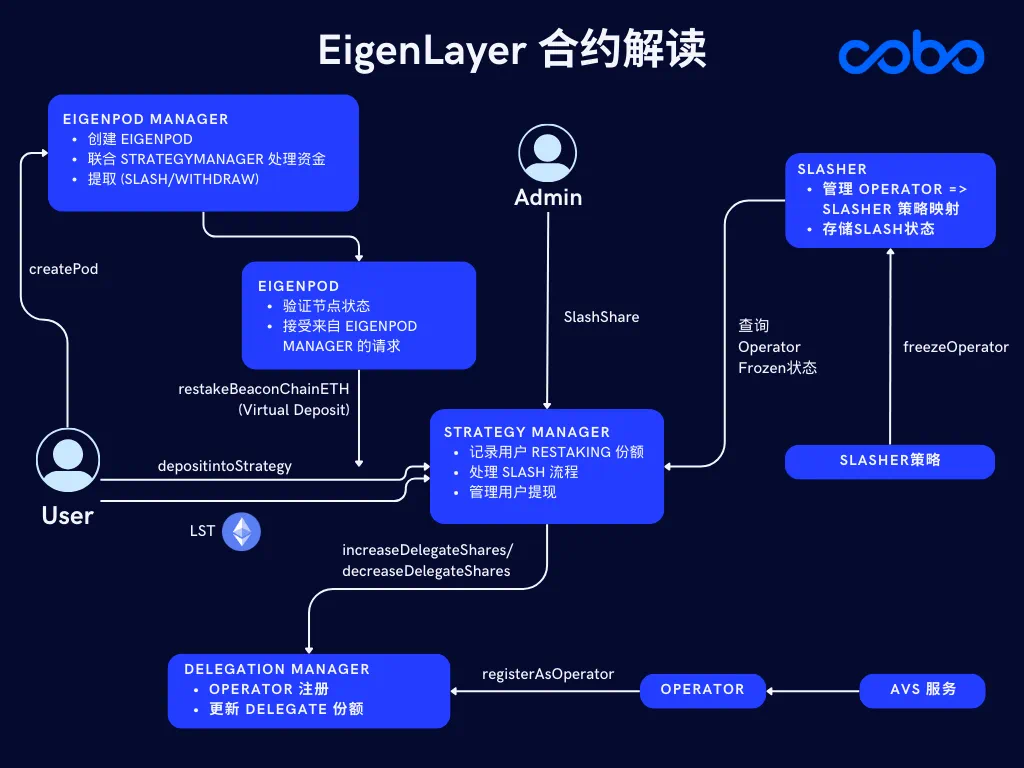 EigenLayer 合约解读
cobo
EIGENPOD MANAGER
• 创建 EIGENPOD
• 联合 STRATEGYMANAGER 处理资金
• 提取 (SLASH/WITHDRAW)
Admin
SLASHER
• 管理 OPERATOR =>
SLASHER 策略映射
• 存储SLASH状态
createPod
EIGENPOD
• 验证节点状态
• 接受来自 EIGENPOD
MANAGER 的请求
SlashShare
查询
Operator
Frozen状态
freezeOperator
restakeBeaconChainETH
(Virtual Deposit)
STRATEGY MANAGER
• 记录用户 RESTAKING 份额
• 处理 SLASH 流程
• 管理用户提现
SLASHER策略
depositintoStrategy
User
LST
increaseDelegateShares/
decreaseDelegateShares
DELEGATION MANAGER
• OPERATOR 注册
• 更新 DELEGATE 份额
registerAsOperator
OPERATOR
AVS 服务